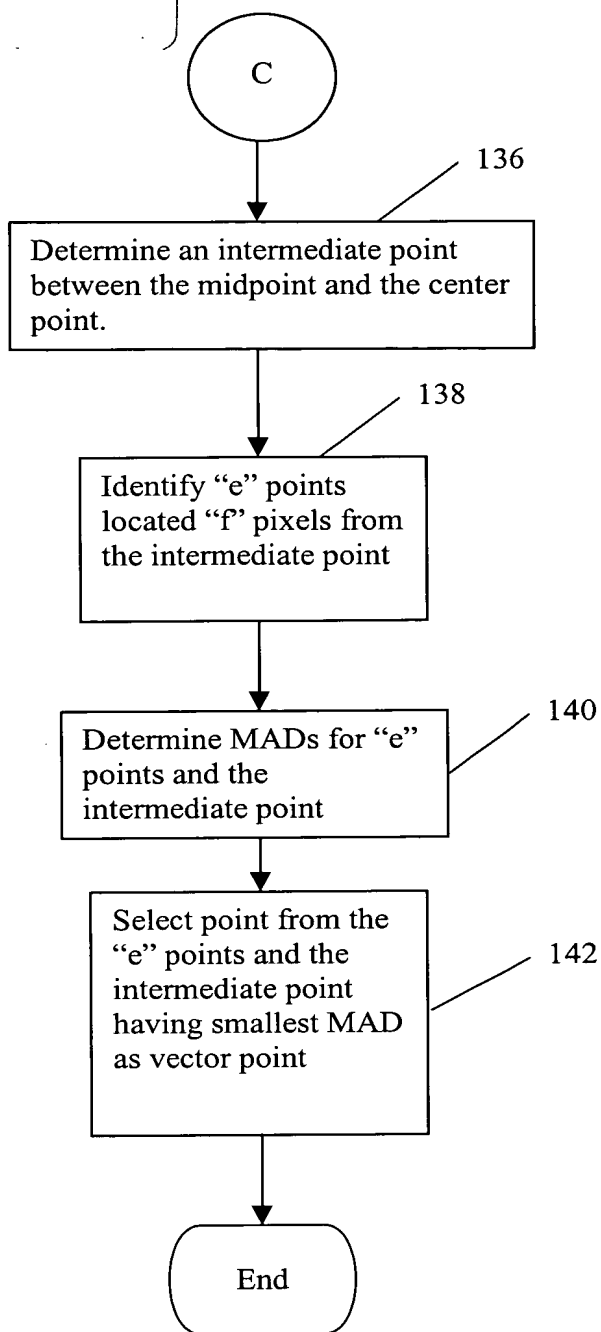 C
136
Determine an intermediate point
between the midpoint and the center
point.
138
Identify “e” points
located “f” pixels from
the intermediate point
140
Determine MADs for “e”
points and the
intermediate point
142
Select point from the
“e” points and the
intermediate point
having smallest MAD
as vector point
End